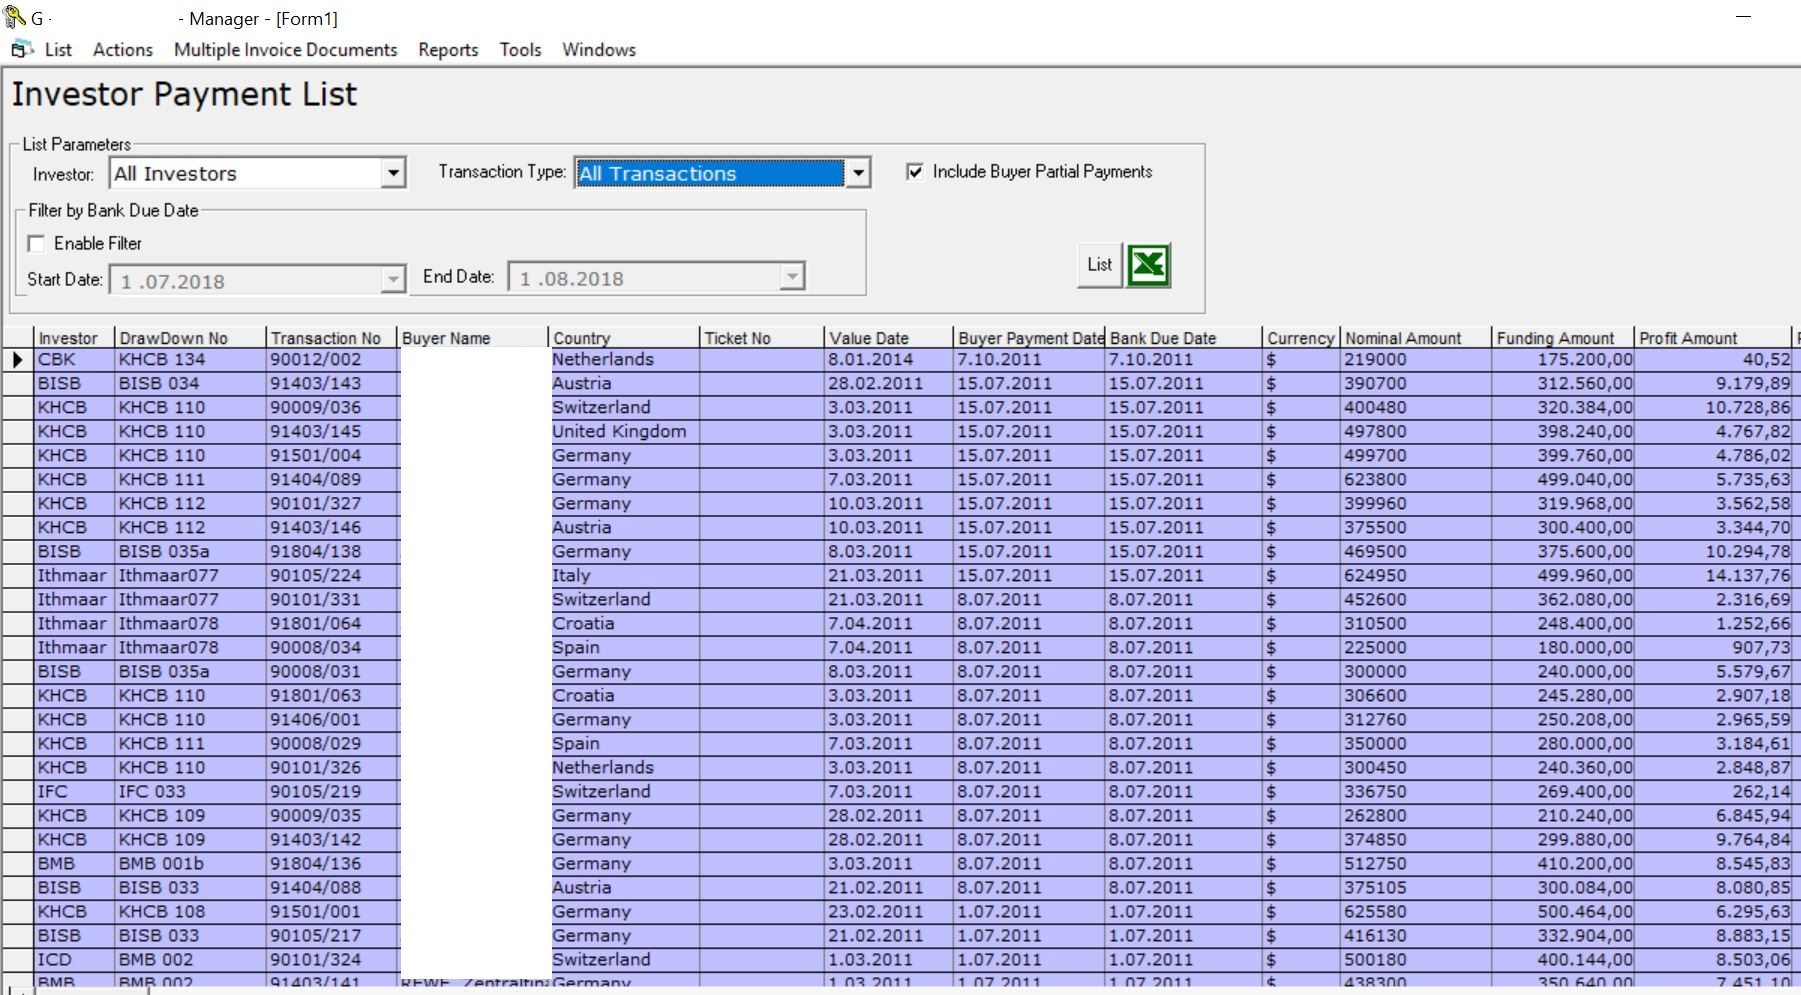 G - Manager - [Form1]
List Actions Multiple Invoice Documents Reports Tools Windows
Investor Payment List
List Parameters
Investor: All Investors Transaction Type: All Transactions Include Buyer Partial Payments
Filter by Bank Due Date
Enable Filter
Start Date: 1 .07.2018 End Date: 1 .08.2018 List
Investor DrawDown No Transaction No Buyer Name Country Ticket No Value Date Buyer Payment Date Bank Due Date Currency Nominal Amount Funding Amount Profit Amount
CBK KHCB 134 90012/002 Netherlands 8.01.2014 7.10.2011 7.10.2011 $ 219000 175.200,00 40,52
BISB BISB 034 91403/143 Austria 28.02.2011 15.07.2011 15.07.2011 $ 390700 312.560,00 9.179,89
KHCB KHCB 110 90009/036 Switzerland 3.03.2011 15.07.2011 15.07.2011 $ 400480 320.384,00 10.728,86
KHCB KHCB 110 91403/145 United Kingdom 3.03.2011 15.07.2011 15.07.2011 $ 497800 398.240,00 4.767,82
KHCB KHCB 110 91501/004 Germany 3.03.2011 15.07.2011 15.07.2011 $ 499700 399.760,00 4.786,02
KHCB KHCB 111 91404/089 Germany 7.03.2011 15.07.2011 15.07.2011 $ 623800 499.040,00 5.735,63
KHCB KHCB 112 90101/327 Germany 10.03.2011 15.07.2011 15.07.2011 $ 399960 319.968,00 3.562,58
KHCB KHCB 112 91403/146 Austria 10.03.2011 15.07.2011 15.07.2011 $ 375500 300.400,00 3.344,70
BISB BISB 035a 91804/138 Germany 8.03.2011 15.07.2011 15.07.2011 $ 469500 375.600,00 10.294,78
Ithmaar Ithmaar077 90105/224 Italy 21.03.2011 15.07.2011 15.07.2011 $ 624950 499.960,00 14.137,76
Ithmaar Ithmaar077 90101/331 Switzerland 21.03.2011 8.07.2011 8.07.2011 $ 452600 362.080,00 2.316,69
Ithmaar Ithmaar078 91801/064 Croatia 7.04.2011 8.07.2011 8.07.2011 $ 310500 248.400,00 1.252,66
Ithmaar Ithmaar078 90008/034 Spain 7.04.2011 8.07.2011 8.07.2011 $ 225000 180.000,00 907,73
BISB BISB 035a 90008/031 Germany 8.03.2011 8.07.2011 8.07.2011 $ 300000 240.000,00 5.579,67
KHCB KHCB 110 91801/063 Croatia 3.03.2011 8.07.2011 8.07.2011 $ 306600 245.280,00 2.907,18
KHCB KHCB 110 91406/001 Germany 3.03.2011 8.07.2011 8.07.2011 $ 312760 250.208,00 2.965,59
KHCB KHCB 111 90008/029 Spain 7.03.2011 8.07.2011 8.07.2011 $ 350000 280.000,00 3.184,61
KHCB KHCB 110 90101/326 Netherlands 3.03.2011 8.07.2011 8.07.2011 $ 300450 240.360,00 2.848,87
IFC IFC 033 90105/219 Switzerland 7.03.2011 8.07.2011 8.07.2011 $ 336750 269.400,00 262,14
KHCB KHCB 109 90009/035 Germany 28.02.2011 8.07.2011 8.07.2011 $ 262800 210.240,00 6.845,94
KHCB KHCB 109 91403/142 Germany 28.02.2011 8.07.2011 8.07.2011 $ 374850 299.880,00 9.764,84
BMB BMB 001b 91804/136 Germany 3.03.2011 8.07.2011 8.07.2011 $ 512750 410.200,00 8.545,83
BISB BISB 033 91404/088 Austria 21.02.2011 8.07.2011 8.07.2011 $ 375105 300.084,00 8.080,85
KHCB KHCB 108 91501/001 Germany 23.02.2011 1.07.2011 1.07.2011 $ 625580 500.464,00 6.295,63
BISB BISB 033 90105/217 Germany 21.02.2011 1.07.2011 1.07.2011 $ 416130 332.904,00 8.883,15
ICD BMB 002 90101/324 Switzerland 1.03.2011 1.07.2011 1.07.2011 $ 500180 400.144,00 8.503,06
BMB BMB 002 91403/141 Germany 1.03.2011 1.07.2011 1.07.2011 $ 438300 350.640,00 7.451,10